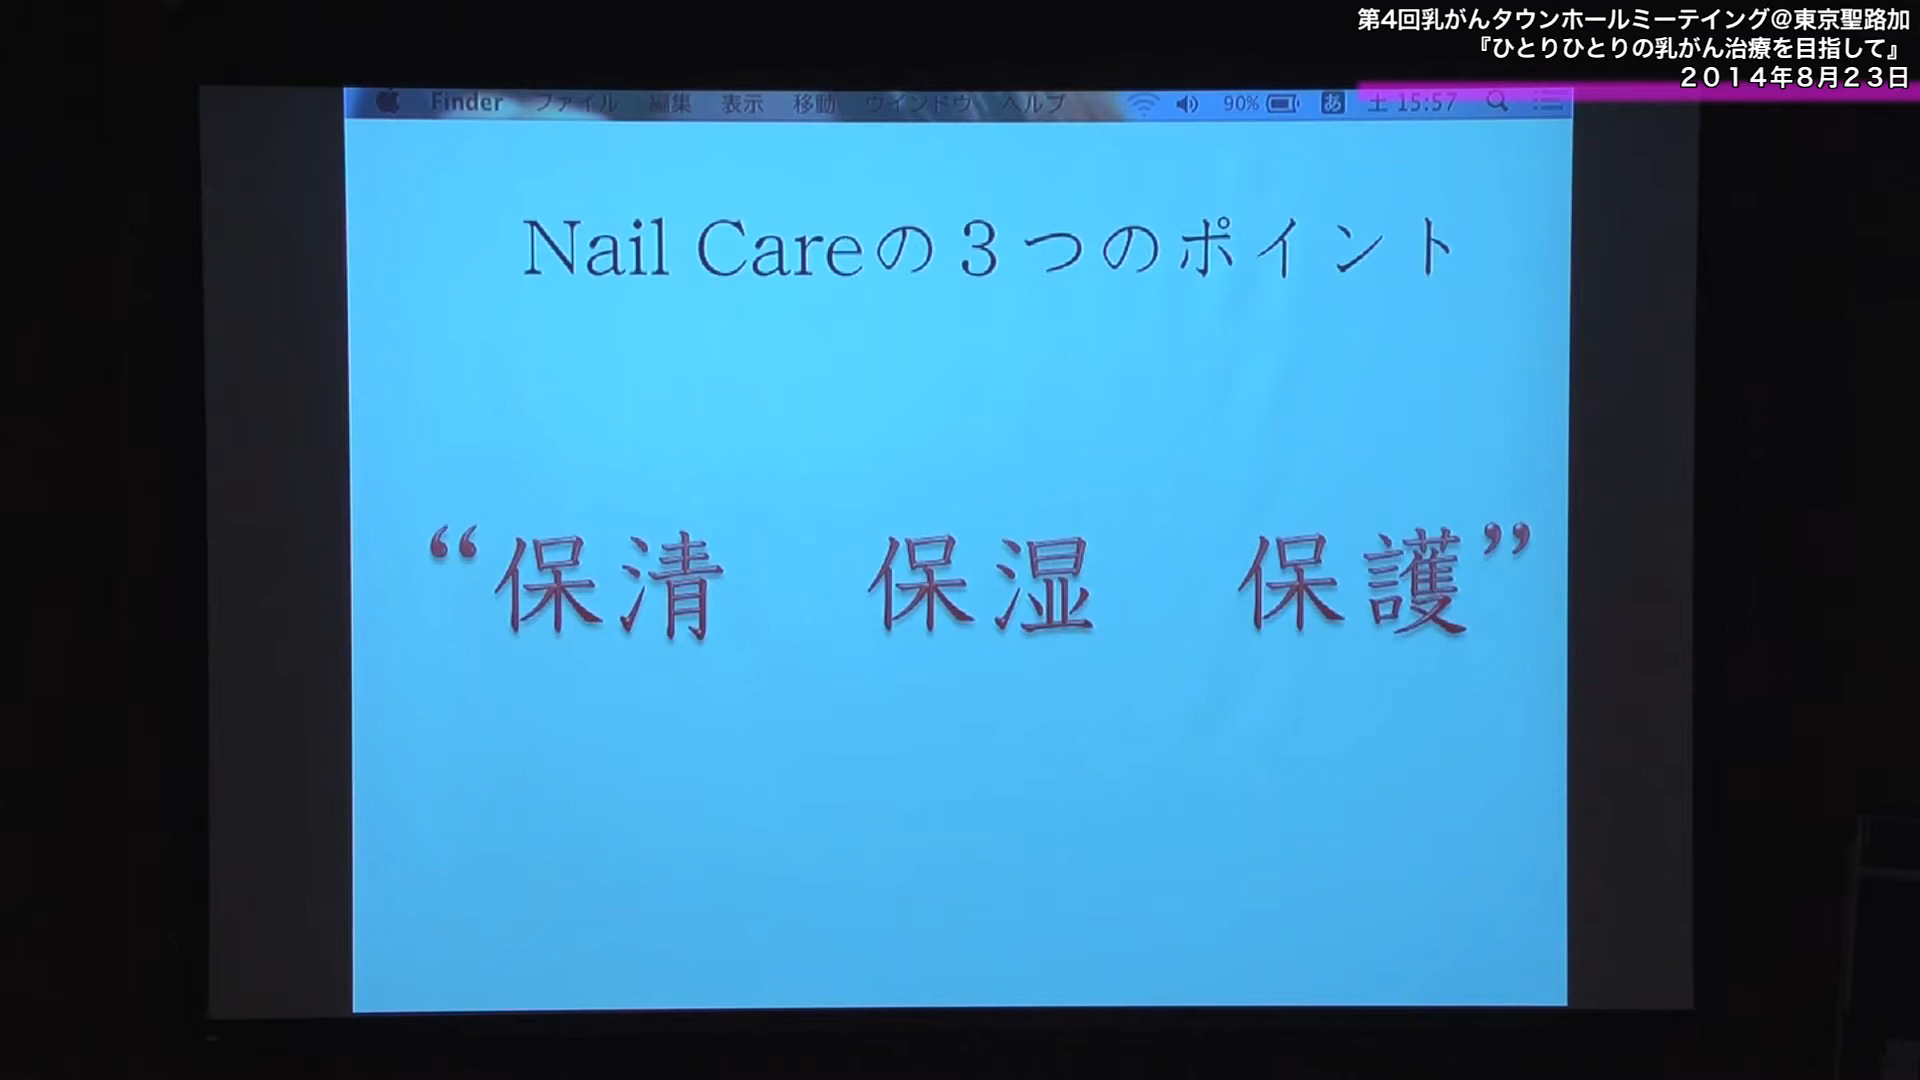 第4回乳がんタウンホールミーテイング@東京聖路加
『ひとりひとりの乳がん治療を目指して』
２０１４年８月２３日
Finder ファイル 編集 表示 移動 ウインドウ ヘルプ 90% あ 土 15:57
Nail Careの３つのポイント
“保清　保湿　保護”